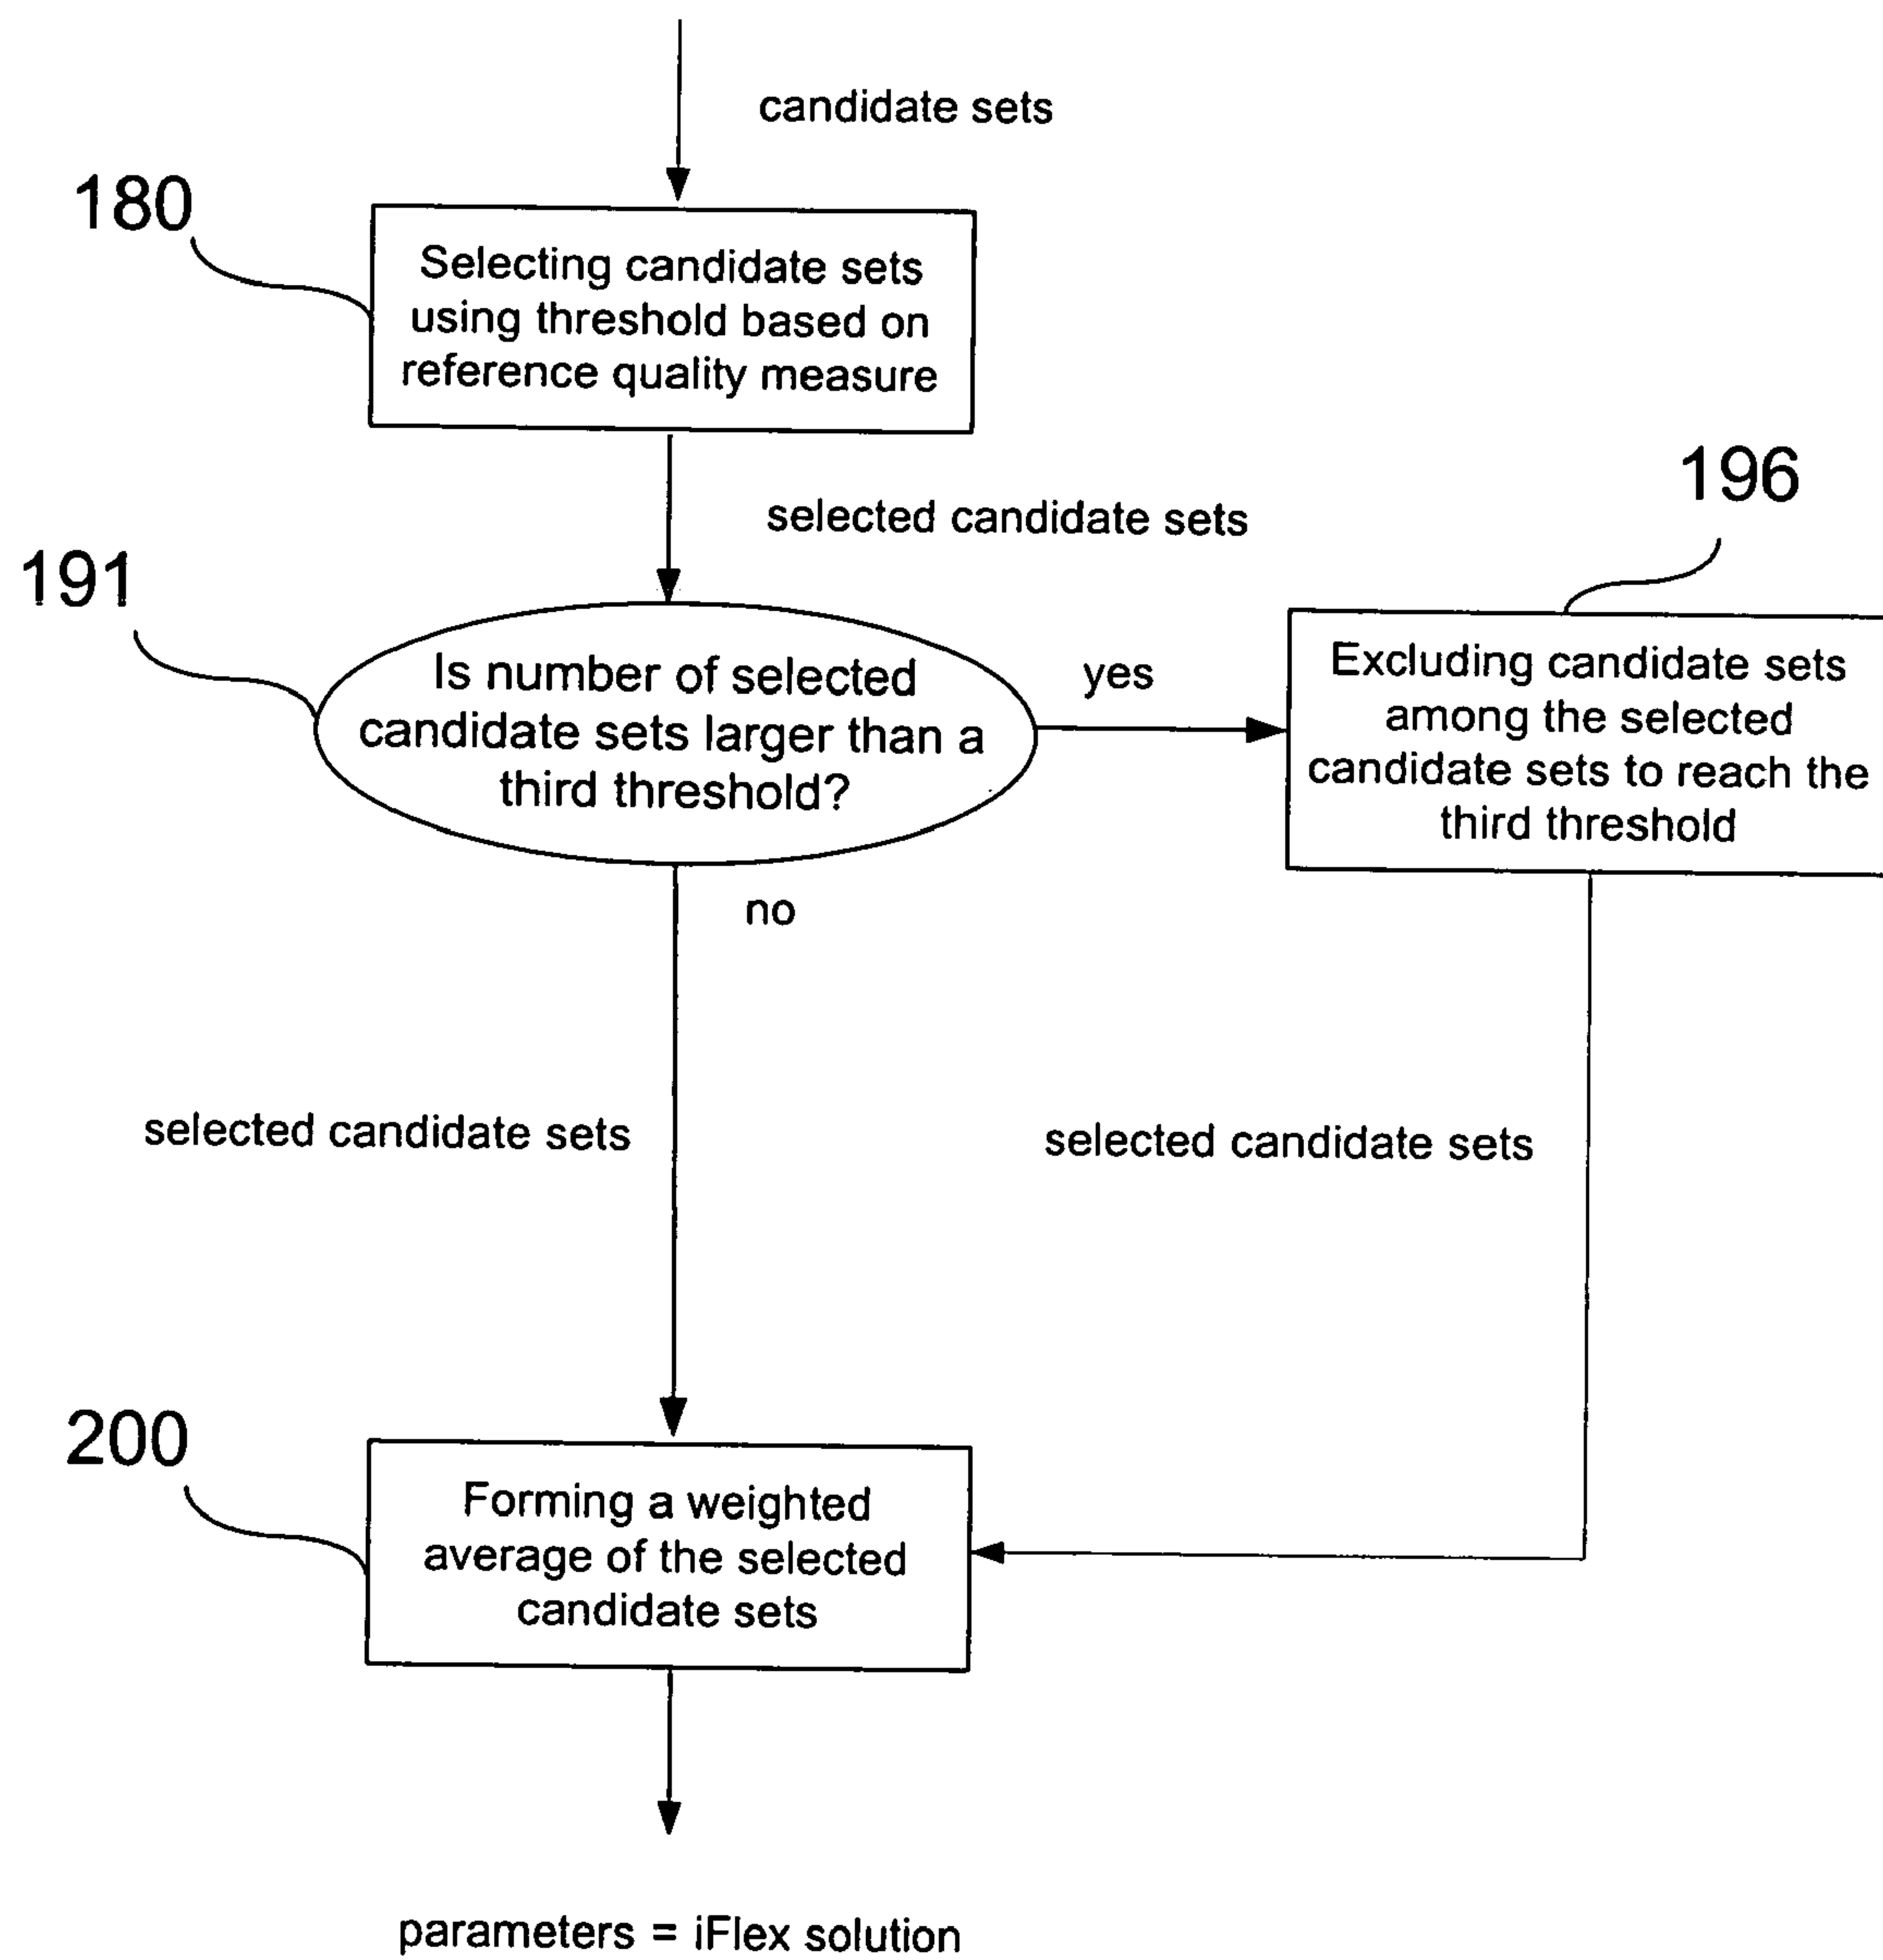 candidate sets
180
Selecting candidate sets
using threshold based on
reference quality measure
selected candidate sets
196
191
Is number of selected
candidate sets larger than a
third threshold?
yes
Excluding candidate sets
among the selected
candidate sets to reach the
third threshold
no
selected candidate sets
selected candidate sets
200
Forming a weighted
average of the selected
candidate sets
parameters = iFlex solution